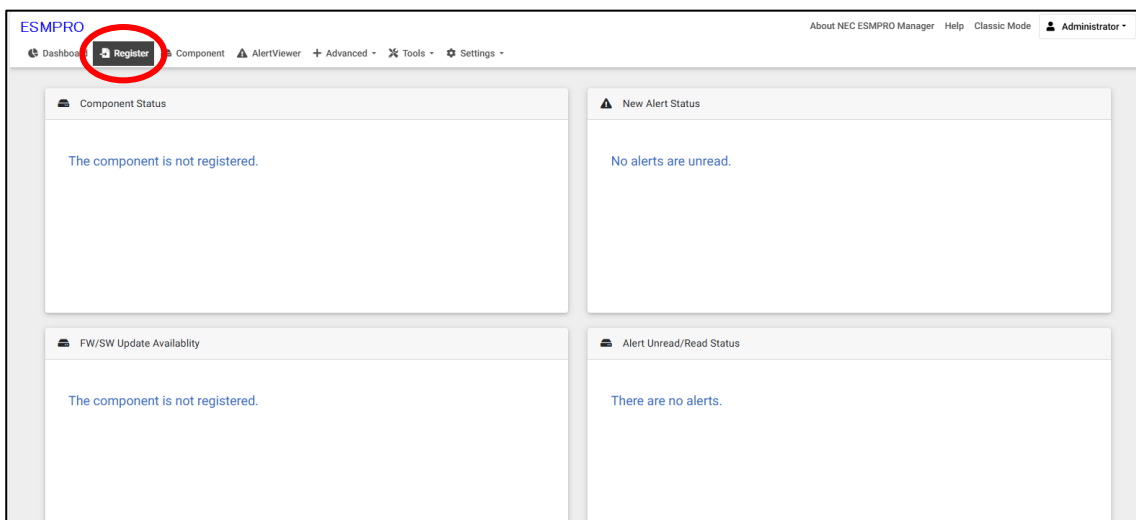 ESMPRO
About NEC ESMPRO Manager Help Classic Mode Administrator
Dashboard Register Component AlertViewer Advanced Tools Settings
Component Status
New Alert Status
The component is not registered.
No alerts are unread.
FW/SW Update Availablity
Alert Unread/Read Status
The component is not registered.
There are no alerts.